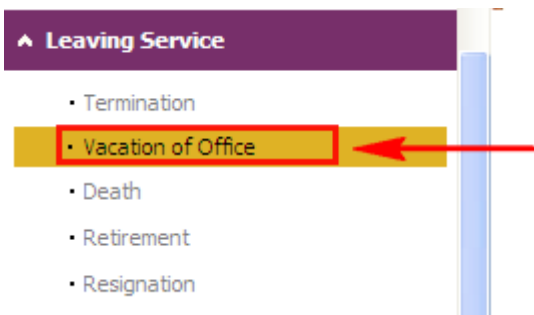 Leaving Service
Termination
Vacation of Office
Death
Retirement
Resignation